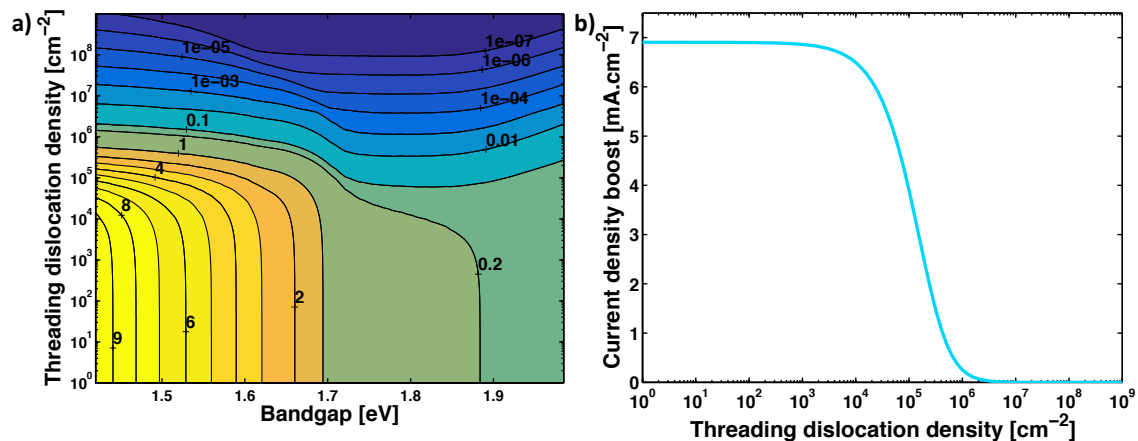 a)
Threading dislocation density [cm⁻²]
10⁸
10⁷
10⁶
10⁵
10⁴
10³
10²
10¹
10⁰
1e−05
1e−07
1e−06
1e−03
1e−04
0.1
0.01
1
4
8
0.2
2
6
9
1.5
1.6
1.7
1.8
1.9
Bandgap [eV]
b)
Current density boost [mA.cm⁻²]
7
6
5
4
3
2
1
0
10⁰ 10¹ 10² 10³ 10⁴ 10⁵ 10⁶ 10⁷ 10⁸ 10⁹
Threading dislocation density [cm⁻²]